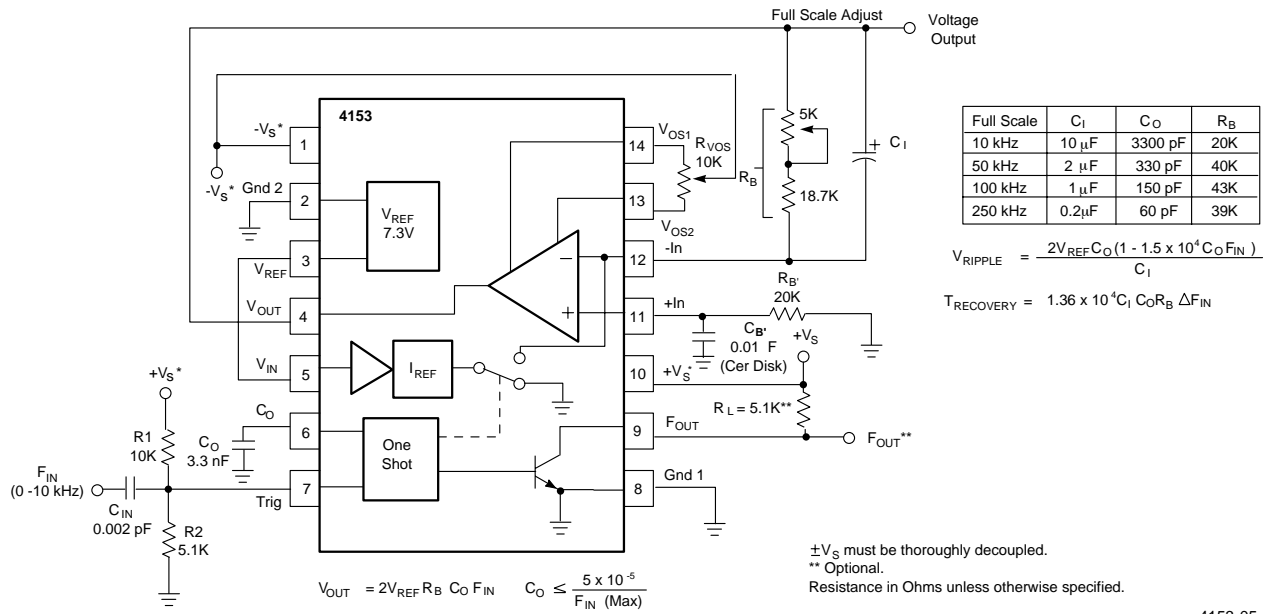 Full Scale Adjust
Voltage
Output
4153
-VS*
1
-VS*
Gnd 2
2
VREF
7.3V
3
VREF
VOUT
4
VIN
5
IREF
+VS*
CO
6
CO
3.3 nF
One
Shot
R1
10K
FIN
(0 -10 kHz)
CIN
0.002 pF
7
Trig
R2
5.1K
VOS1
14
RVOS
10K
13
VOS2
-In
12
−
+
+In
11
RB
5K
18.7K
+
CI
RB'
20K
CB'
0.01 F
(Cer Disk)
+VS
+VS*
10
RL = 5.1K**
FOUT
9
FOUT**
Gnd 1
8
Full Scale CI CO RB
10 kHz 10 µF 3300 pF 20K
50 kHz 2 µF 330 pF 40K
100 kHz 1 µF 150 pF 43K
250 kHz 0.2µF 60 pF 39K
VRIPPLE = 2VREFCO(1 - 1.5 x 10^4 COFIN) / CI
TRECOVERY = 1.36 x 10^4CI CORB ΔFIN
VOUT = 2VREF RB CO FIN
CO ≤ 5 x 10^-5 / FIN (Max)
±VS must be thoroughly decoupled.
** Optional.
Resistance in Ohms unless otherwise specified.